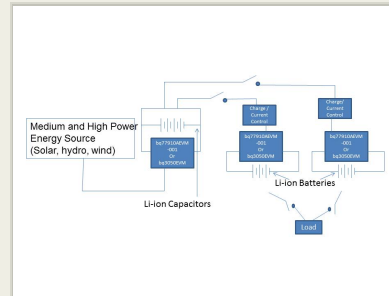 Medium and High Power
Energy Source
(Solar, hydro, wind)
bq77910AEVM
-001
Or
bq3050EVM
Li-ion Capacitors
Charge /
Current
Control
bq77910AEVM
-001
Or
bq3050EVM
Charge/
Current
Control
bq77910AEVM
-001
Or
bq3050EVM
Li-ion Batteries
Load